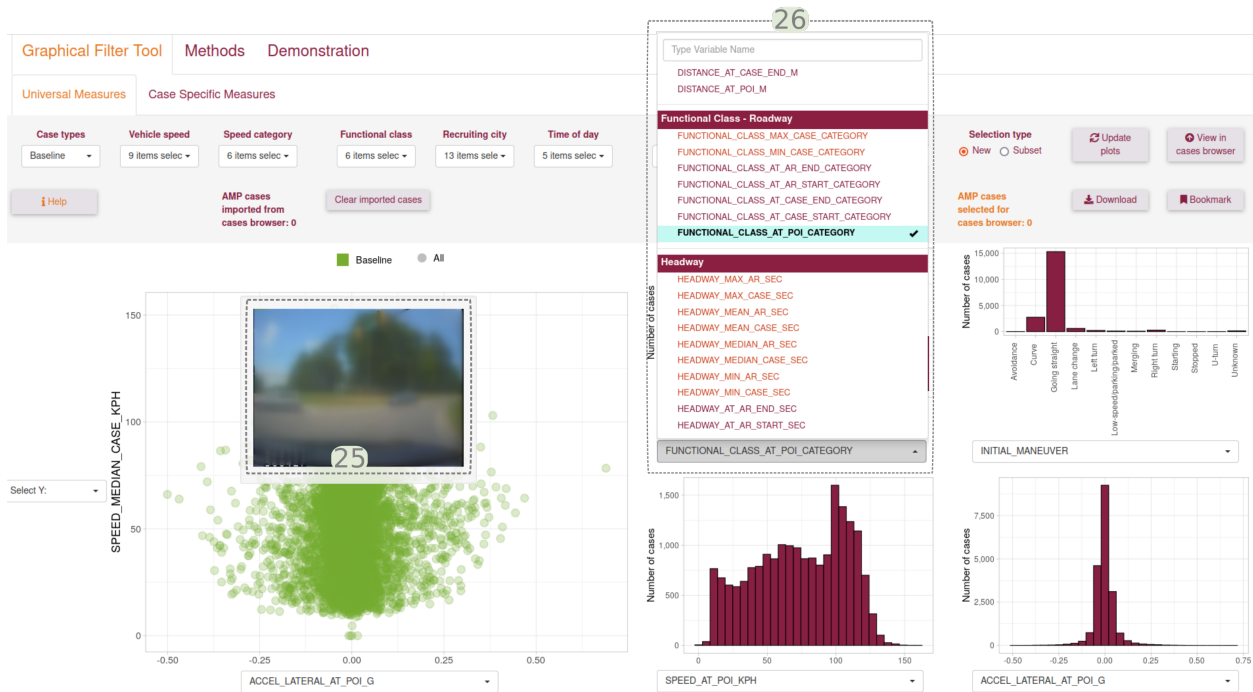 26
Graphical Filter Tool Methods Demonstration
Universal Measures Case Specific Measures
Case types Vehicle speed Speed category Functional class Recruiting city Time of day
Baseline 9 items selec 6 items selec 6 items selec 13 items sele 5 items selec
Help
AMP cases
imported from
cases browser: 0
Clear imported cases
Type Variable Name
DISTANCE_AT_CASE_END_M
DISTANCE_AT_POI_M
Functional Class - Roadway
FUNCTIONAL_CLASS_MAX_CASE_CATEGORY
FUNCTIONAL_CLASS_MIN_CASE_CATEGORY
FUNCTIONAL_CLASS_AT_AR_END_CATEGORY
FUNCTIONAL_CLASS_AT_AR_START_CATEGORY
FUNCTIONAL_CLASS_AT_CASE_END_CATEGORY
FUNCTIONAL_CLASS_AT_CASE_START_CATEGORY
FUNCTIONAL_CLASS_AT_POI_CATEGORY
Headway
HEADWAY_MAX_AR_SEC
HEADWAY_MAX_CASE_SEC
HEADWAY_MEAN_AR_SEC
HEADWAY_MEAN_CASE_SEC
HEADWAY_MEDIAN_AR_SEC
HEADWAY_MEDIAN_CASE_SEC
HEADWAY_MIN_AR_SEC
HEADWAY_MIN_CASE_SEC
HEADWAY_AT_AR_END_SEC
HEADWAY_AT_AR_START_SEC
FUNCTIONAL_CLASS_AT_POI_CATEGORY
Number of cases
Selection type
New Subset
Update
plots
View in
cases browser
AMP cases
selected for
cases browser: 0
Download
Bookmark
Baseline All
150
100
50
0
SPEED_MEDIAN_CASE_KPH
25
Select Y:
-0.50 -0.25 0.00 0.25 0.50
ACCEL_LATERAL_AT_POI_G
Number of cases
15,000
10,000
5,000
0
Avoidance
Curve
Going straight
Lane change
Left turn
Low-speed/parking/parked
Merging
Right turn
Starting
Stopped
U-turn
Unknown
INITIAL_MANEUVER
Number of cases
1,500
1,000
500
0
0 50 100 150
SPEED_AT_POI_KPH
Number of cases
7,500
5,000
2,500
0
-0.50 -0.25 0.00 0.25 0.50 0.75
ACCEL_LATERAL_AT_POI_G